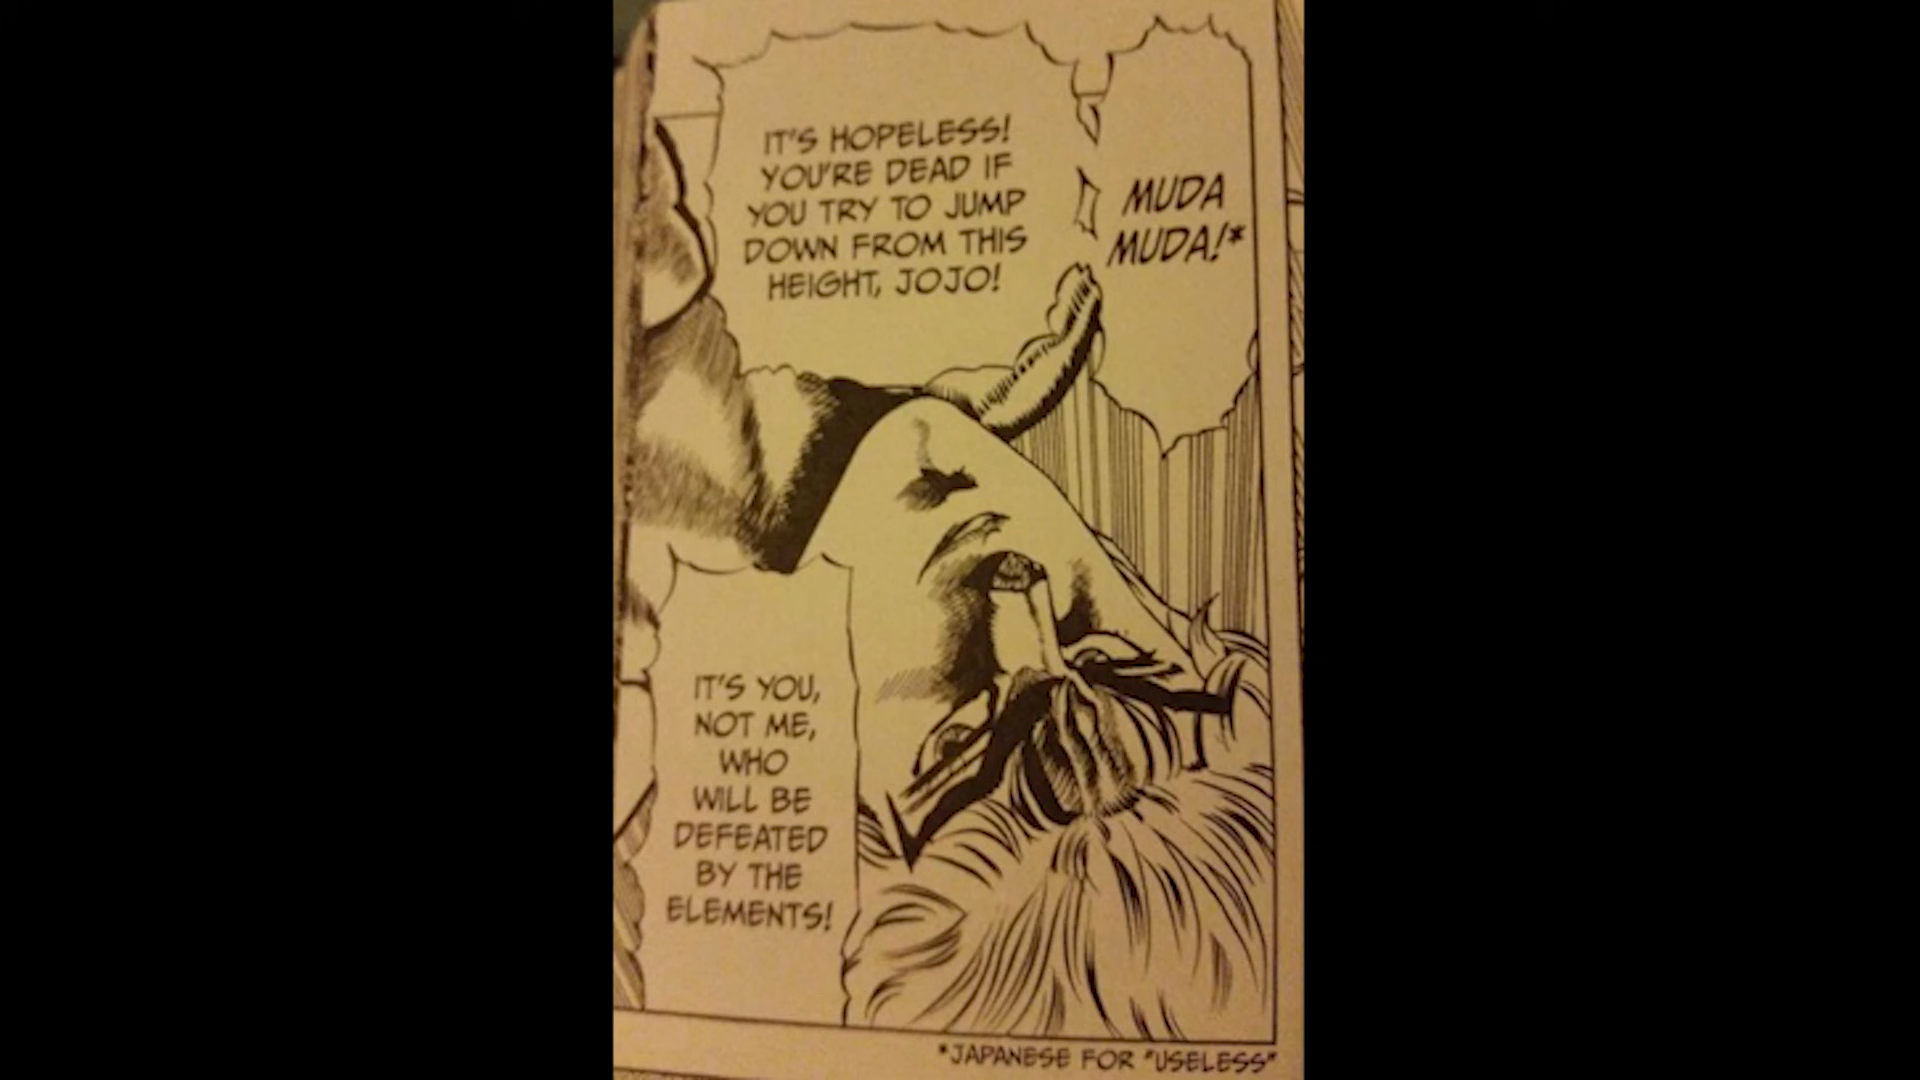 MUDA
MUDA!*
IT'S HOPELESS!
YOU'RE DEAD IF
YOU TRY TO JUMP
DOWN FROM THIS
HEIGHT, JOJO!
IT'S YOU,
NOT ME,
WHO
WILL BE
DEFEATED
BY THE
ELEMENTS!
*JAPANESE FOR "USELESS"